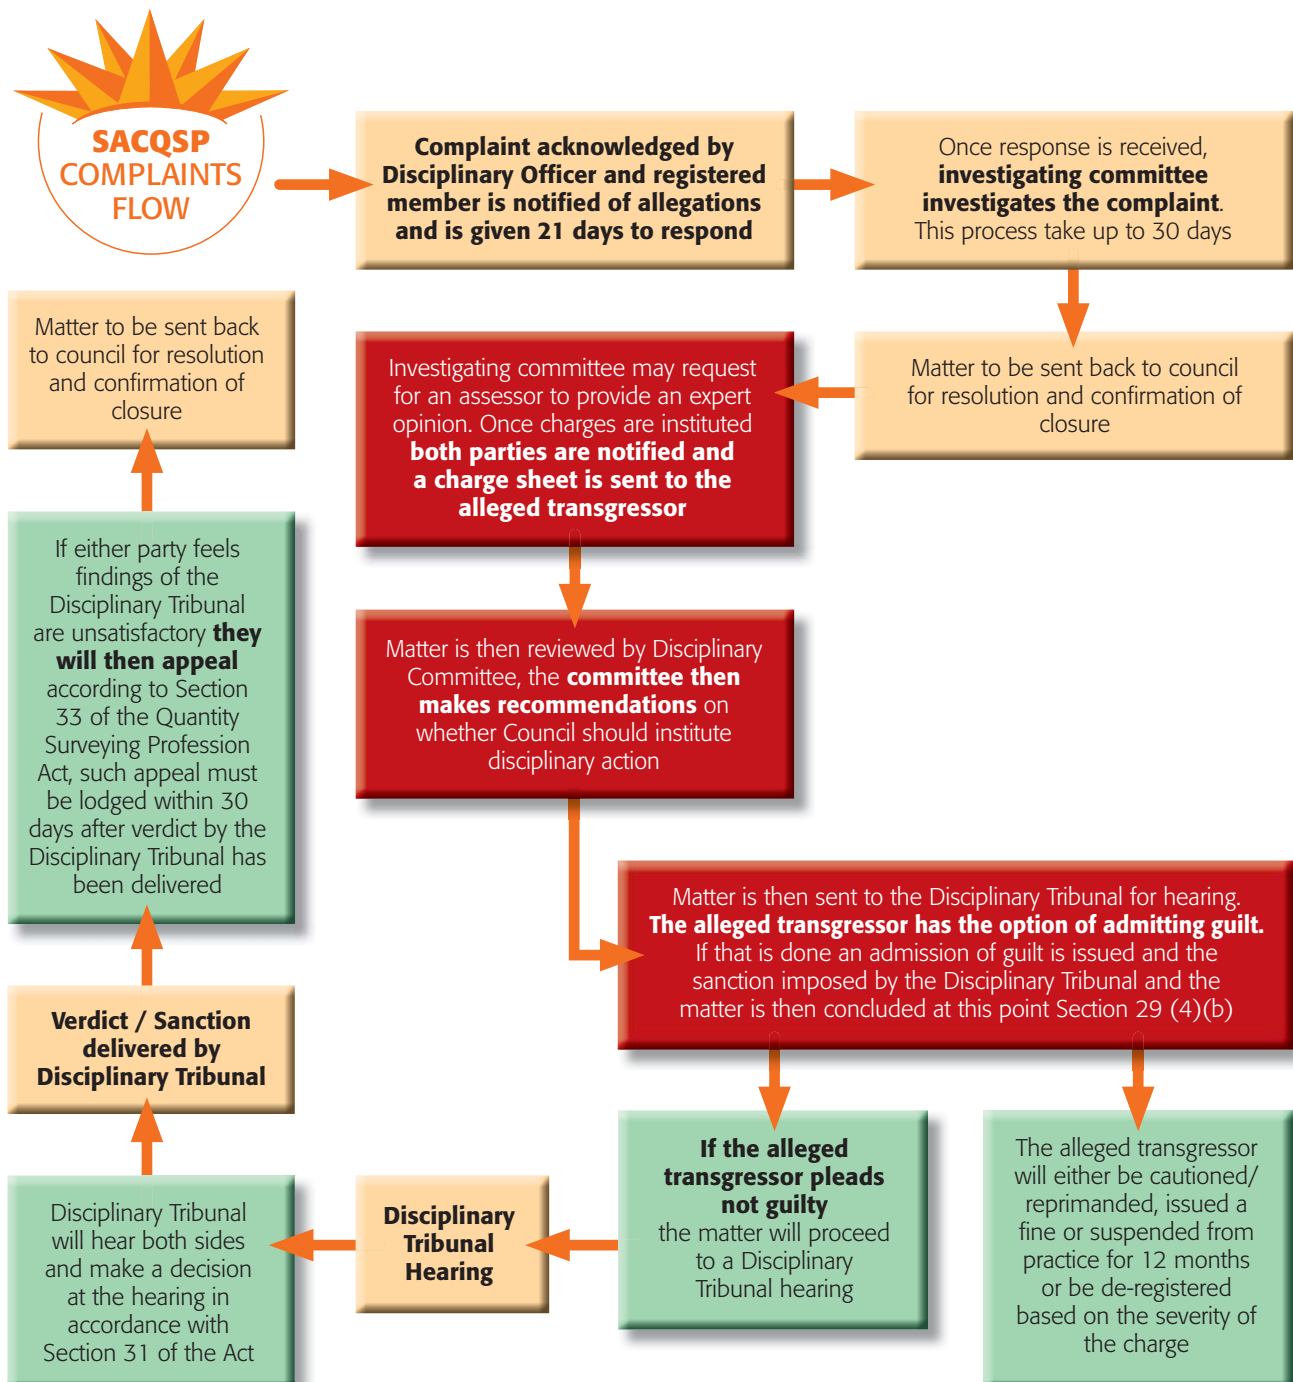 SACQSP
COMPLAINTS
FLOW
Complaint acknowledged by
Disciplinary Officer and registered
member is notified of allegations
and is given 21 days to respond
Once response is received,
investigating committee
investigates the complaint.
This process take up to 30 days
Matter to be sent back to council
for resolution and confirmation of
closure
Investigating committee may request
for an assessor to provide an expert
opinion. Once charges are instituted
both parties are notified and
a charge sheet is sent to the
alleged transgressor
Matter is then reviewed by Disciplinary
Committee, the committee then
makes recommendations on
whether Council should institute
disciplinary action
Matter is then sent to the Disciplinary Tribunal for hearing.
The alleged transgressor has the option of admitting guilt.
If that is done an admission of guilt is issued and the
sanction imposed by the Disciplinary Tribunal and the
matter is then concluded at this point Section 29 (4)(b)
The alleged transgressor
will either be cautioned/
reprimanded, issued a
fine or suspended from
practice for 12 months
or be de-registered
based on the severity of
the charge
If the alleged
transgressor pleads
not guilty
the matter will proceed
to a Disciplinary
Tribunal hearing
Disciplinary
Tribunal
Hearing
Disciplinary Tribunal
will hear both sides
and make a decision
at the hearing in
accordance with
Section 31 of the Act
Verdict / Sanction
delivered by
Disciplinary Tribunal
If either party feels
findings of the
Disciplinary Tribunal
are unsatisfactory they
will then appeal
according to Section
33 of the Quantity
Surveying Profession
Act, such appeal must
be lodged within 30
days after verdict by the
Disciplinary Tribunal has
been delivered
Matter to be sent back
to council for resolution
and confirmation of
closure